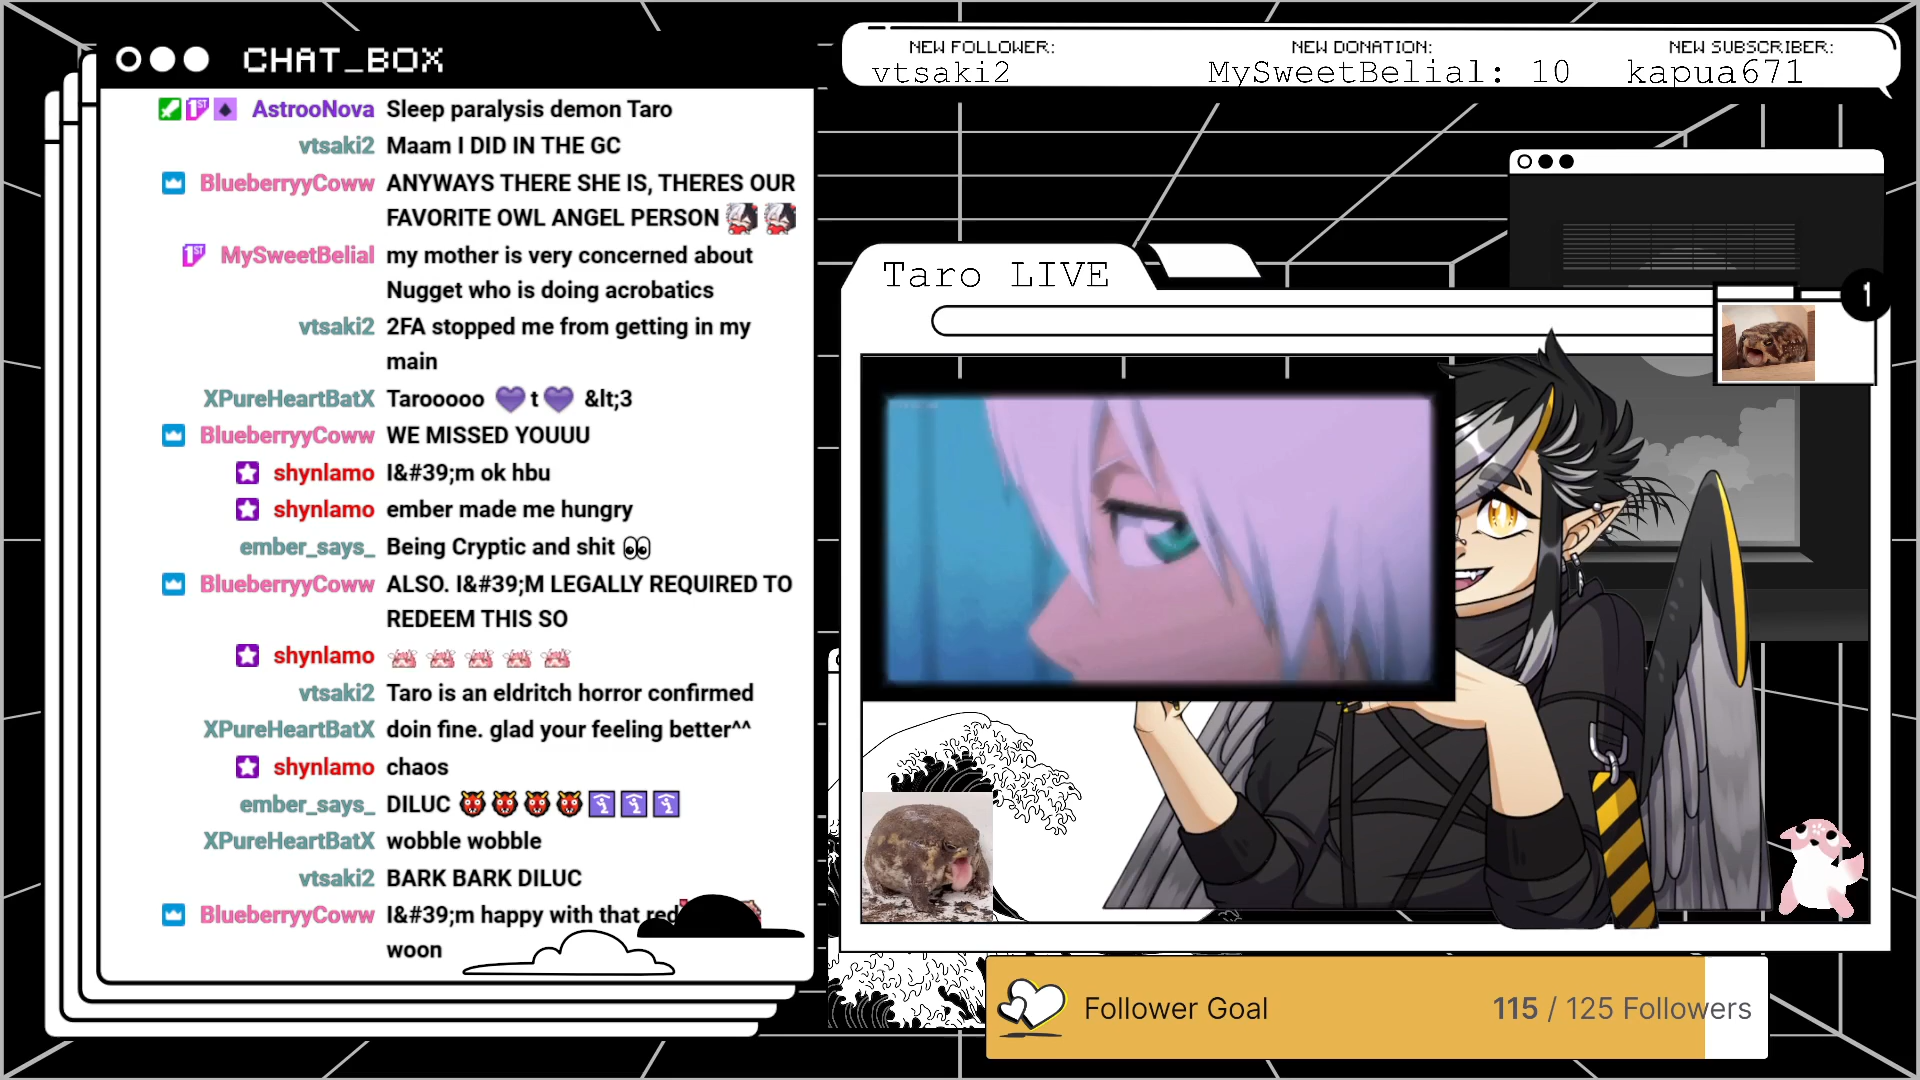 CHAT_BOX
AstrooNova Sleep paralysis demon Taro
vtsaki2 Maam I DID IN THE GC
BlueberryyCoww ANYWAYS THERE SHE IS, THERES OUR
FAVORITE OWL ANGEL PERSON
1ST MySweetBelial my mother is very concerned about
Nugget who is doing acrobatics
vtsaki2 2FA stopped me from getting in my
main
XPureHeartBatX Tarooooo 💜 t 💜 &lt;3
BlueberryyCoww WE MISSED YOUUU
shynlamo I&#39;m ok hbu
shynlamo ember made me hungry
ember_says_ Being Cryptic and shit 👀
BlueberryyCoww ALSO. I&#39;M LEGALLY REQUIRED TO
REDEEM THIS SO
shynlamo
vtsaki2 Taro is an eldritch horror confirmed
XPureHeartBatX doin fine. glad your feeling better^^
shynlamo chaos
ember_says_ DILUC 👹👹👹👹
XPureHeartBatX wobble wobble
vtsaki2 BARK BARK DILUC
BlueberryyCoww I&#39;m happy with that
woon
NEW FOLLOWER: NEW DONATION: NEW SUBSCRIBER:
vtsaki2 MySweetBelial: 10 kapua671
Taro LIVE
1
Follower Goal 115 / 125 Followers